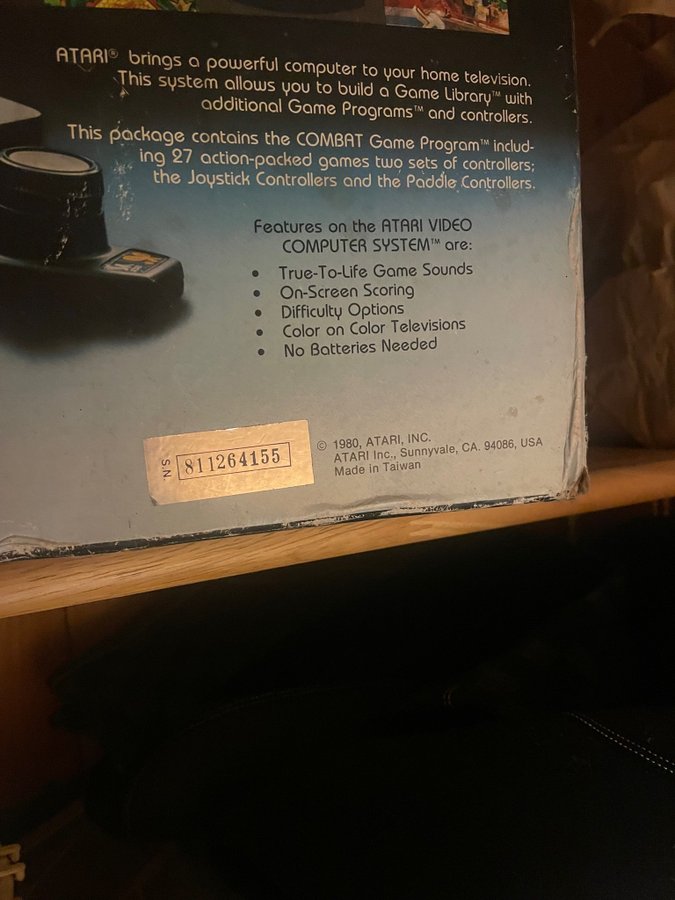 ATARI® brings a powerful computer to your home television.
This system allows you to build a Game Library™ with
additional Game Programs™ and controllers.
This package contains the COMBAT Game Program™ includ-
ing 27 action-packed games two sets of controllers;
the Joystick Controllers and the Paddle Controllers.
Features on the ATARI VIDEO
COMPUTER SYSTEM™ are:
• True-To-Life Game Sounds
• On-Screen Scoring
• Difficulty Options
• Color on Color Televisions
• No Batteries Needed
SN
811264155
© 1980, ATARI, INC.
ATARI Inc., Sunnyvale, CA. 94086, USA
Made in Taiwan